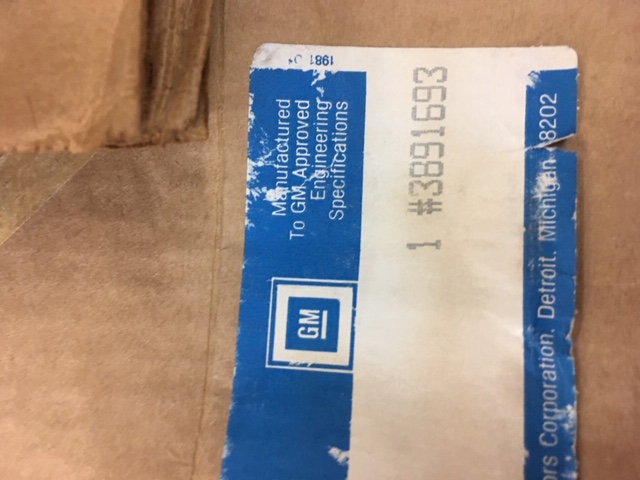 1981
Manufactured
To GM Approved
Engineering
Specifications
GM
1 #3891693
Corporation, Detroit, Michigan